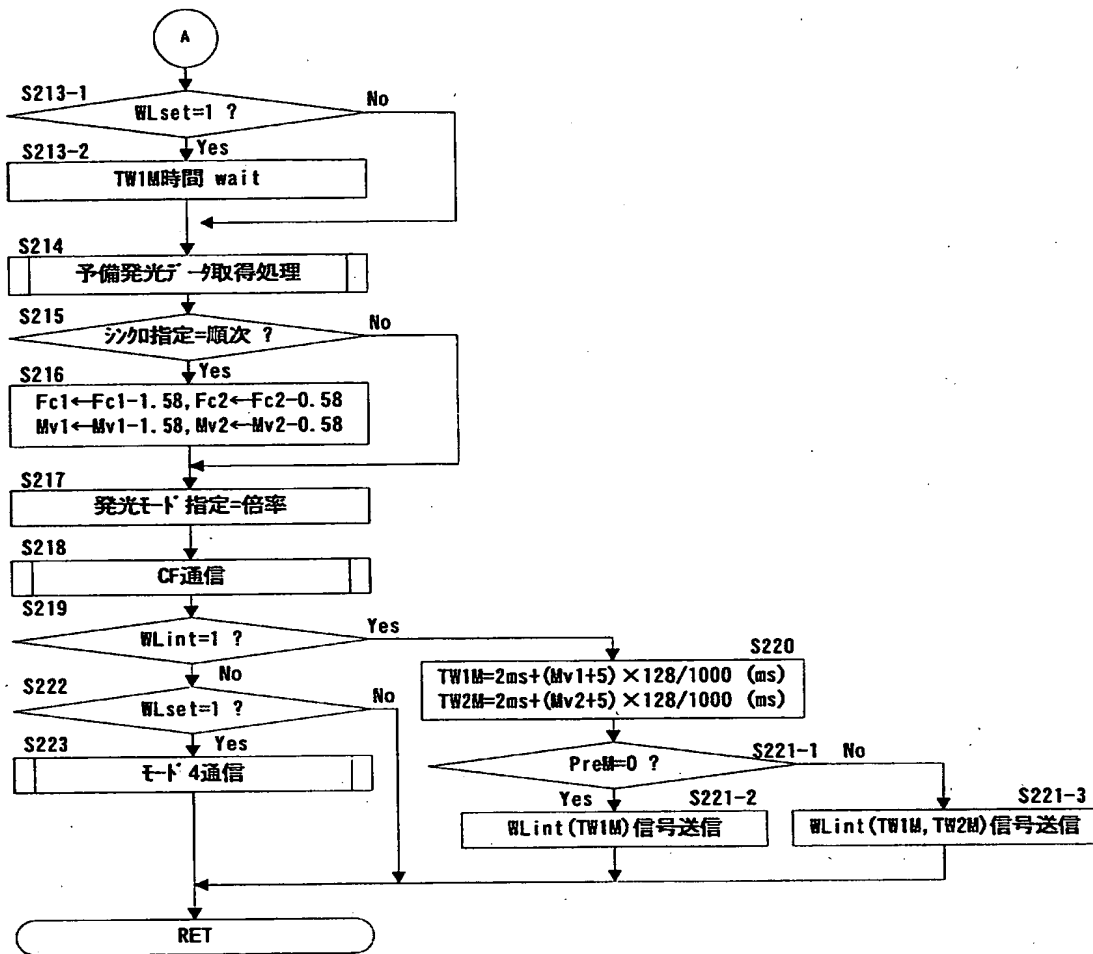 A
S213-1
WLset=1 ?
No
Yes
S213-2
TW1M時間 wait
S214
予備発光データ取得処理
S215
シンクロ指定=順次 ?
No
Yes
S216
Fc1←Fc1-1.58, Fc2←Fc2-0.58
Mv1←Mv1-1.58, Mv2←Mv2-0.58
S217
発光モード指定=倍率
S218
CF通信
S219
WLint=1 ?
Yes
No
S220
TW1M=2ms+(Mv1+5)×128/1000 (ms)
TW2M=2ms+(Mv2+5)×128/1000 (ms)
S222
WLset=1 ?
No
Yes
S223
モード4通信
S221-1
PreM=0 ?
No
Yes
S221-2
WLint(TW1M)信号送信
S221-3
WLint(TW1M,TW2M)信号送信
RET